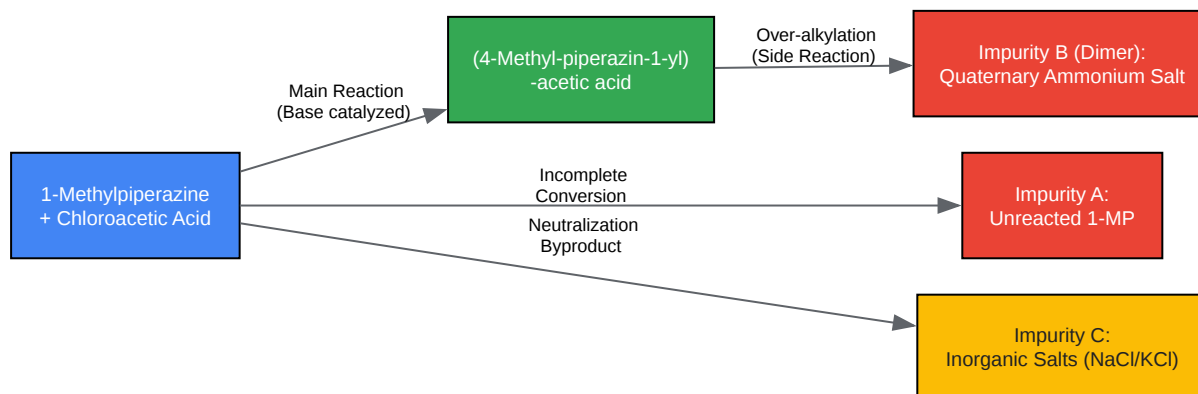 (4-Methyl-piperazin-1-yl)
-acetic acid
Over-alkylation
(Side Reaction)
Impurity B (Dimer):
Quaternary Ammonium Salt
Main Reaction
(Base catalyzed)
1-Methylpiperazine
+ Chloroacetic Acid
Incomplete
Conversion
Impurity A:
Unreacted 1-MP
Neutralization
Byproduct
Impurity C:
Inorganic Salts (NaCl/KCl)